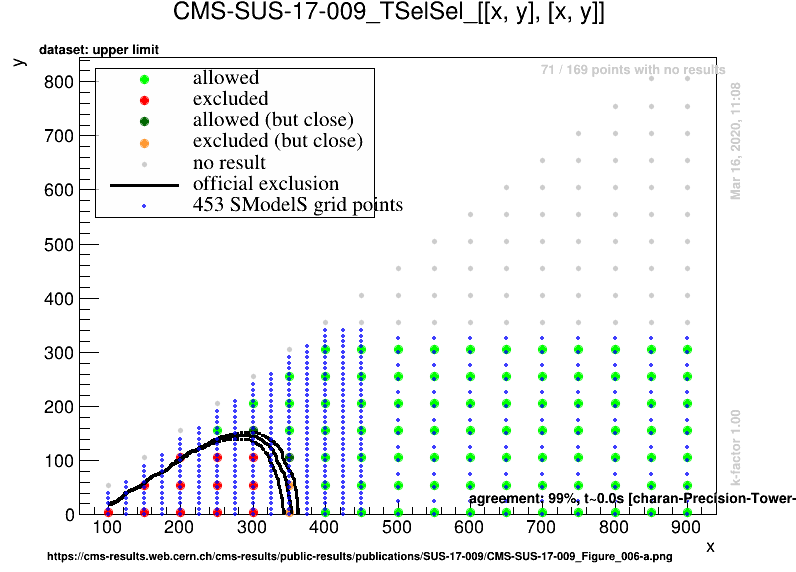 CMS-SUS-17-009_TSelSel_[[x, y], [x, y]]
dataset: upper limit
y
71 / 169 points with no results
allowed
excluded
allowed (but close)
excluded (but close)
no result
official exclusion
453 SModelS grid points
Mar 16, 2020, 11:08
k-factor 1.00
800
700
600
500
400
300
200
100
0
agreement: 99%, t~0.0s [charan-Precision-Tower-
100 200 300 400 500 600 700 800 900
x
https://cms-results.web.cern.ch/cms-results/public-results/publications/SUS-17-009/CMS-SUS-17-009_Figure_006-a.png